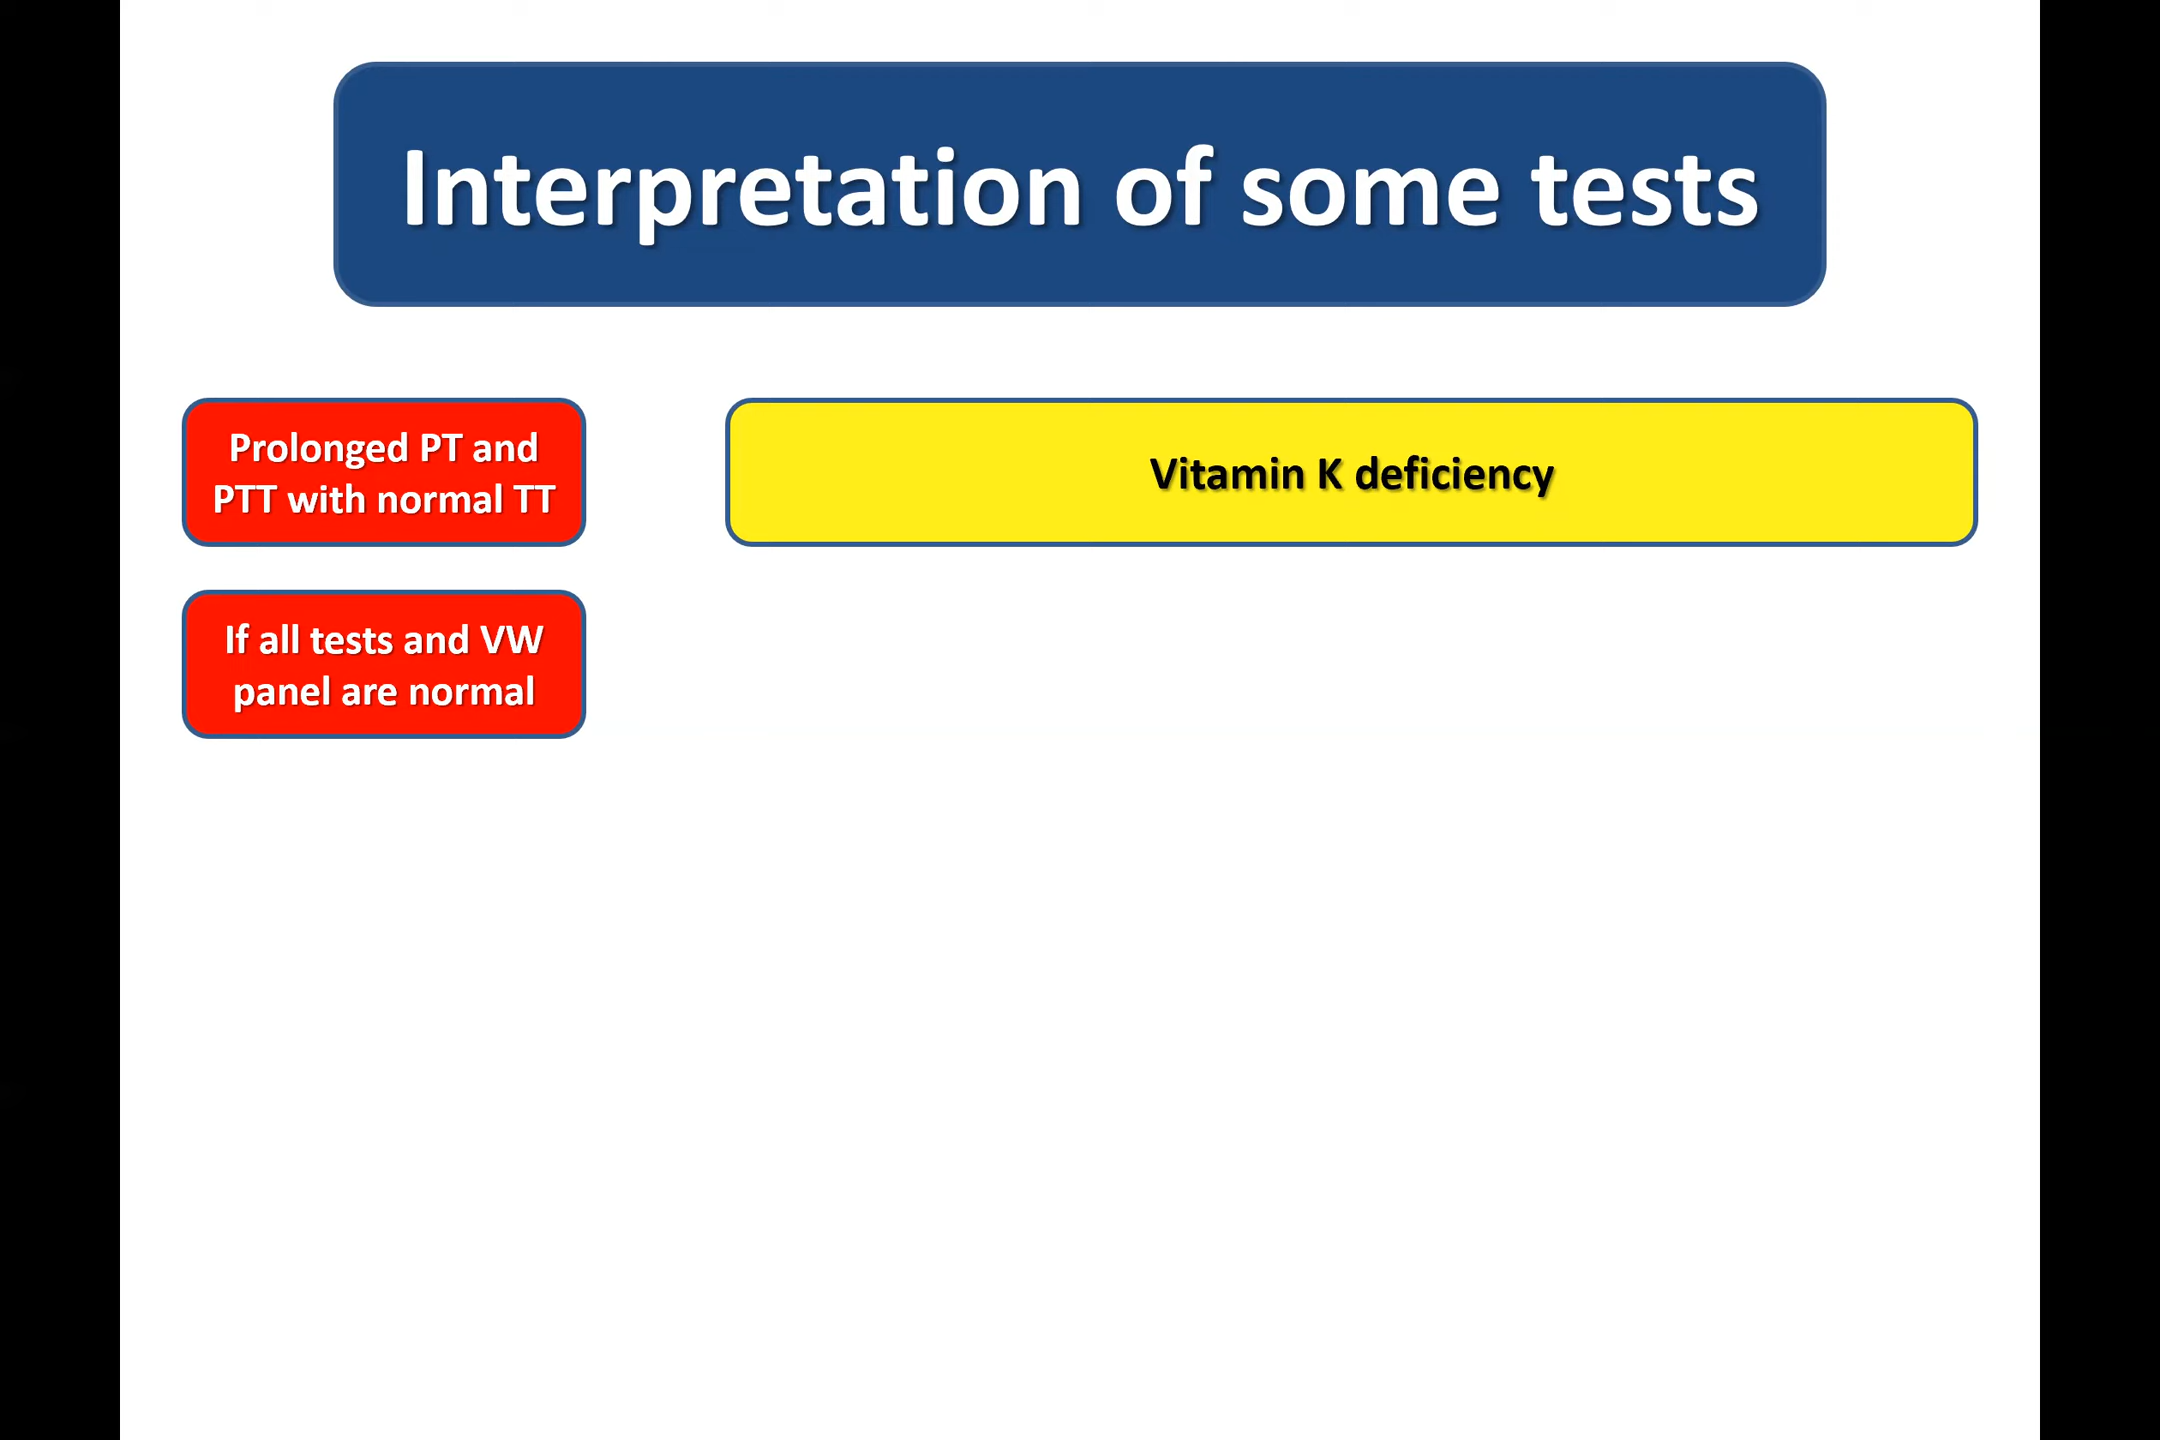 Interpretation of some tests
Prolonged PT and
PTT with normal TT
Vitamin K deficiency
If all tests and VW
panel are normal